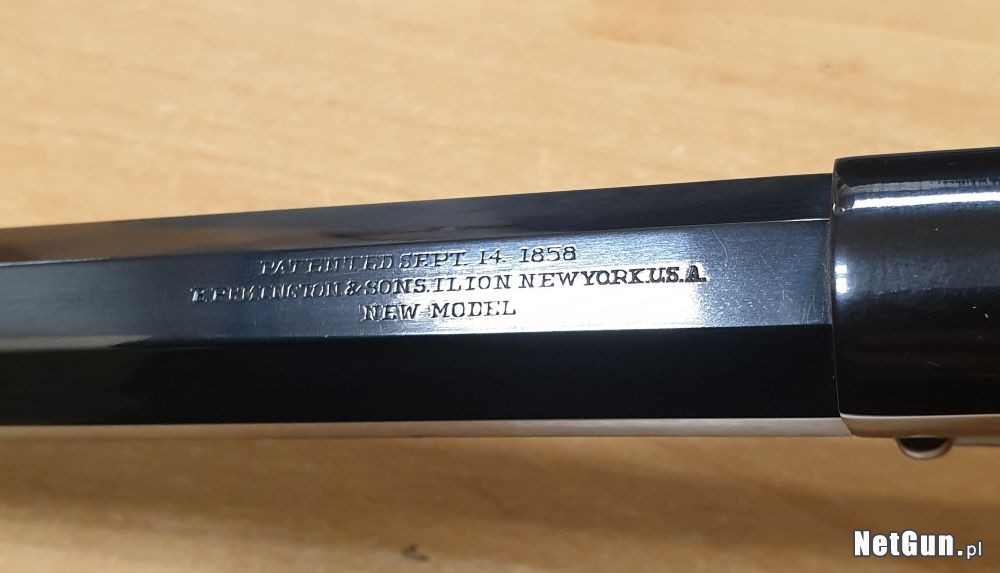 PATENTED SEPT. 14. 1858
E.REMINGTON & SONS. ILION NEW YORK U.S.A.
NEW-MODEL
NetGun.pl